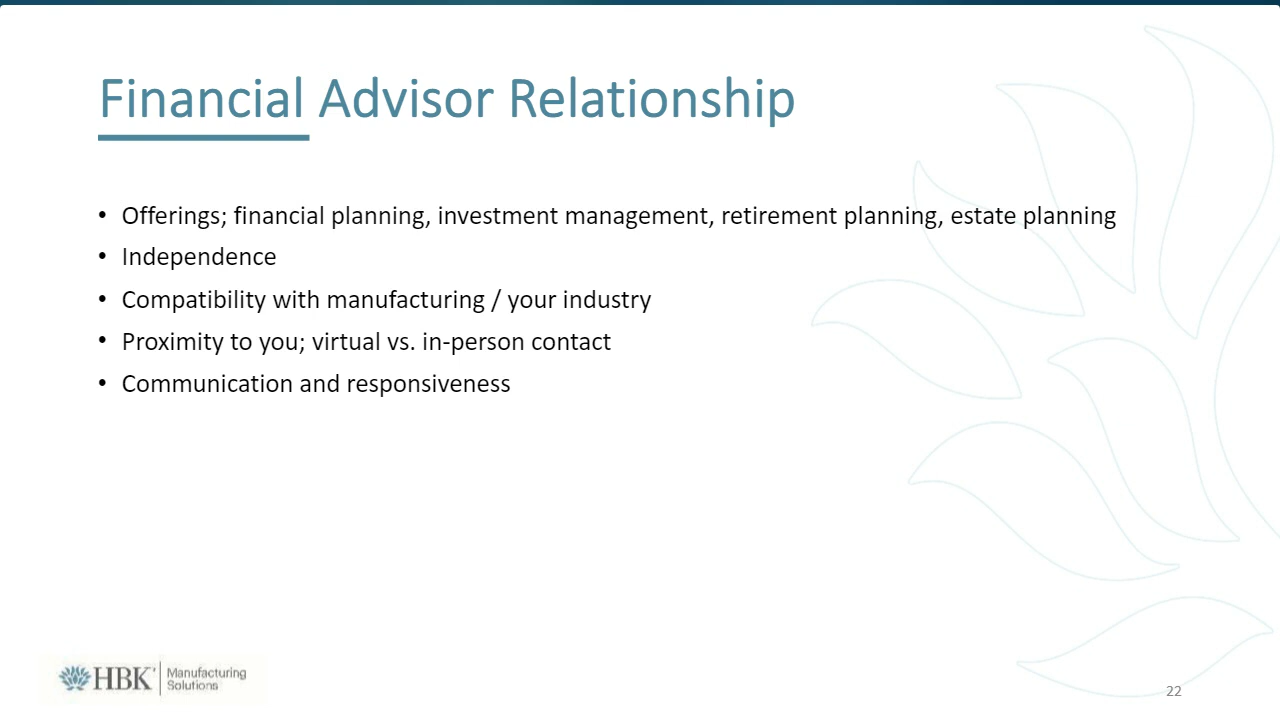 Financial Advisor Relationship
• Offerings; financial planning, investment management, retirement planning, estate planning
• Independence
• Compatibility with manufacturing / your industry
• Proximity to you; virtual vs. in-person contact
• Communication and responsiveness
HBK Manufacturing
Solutions
22